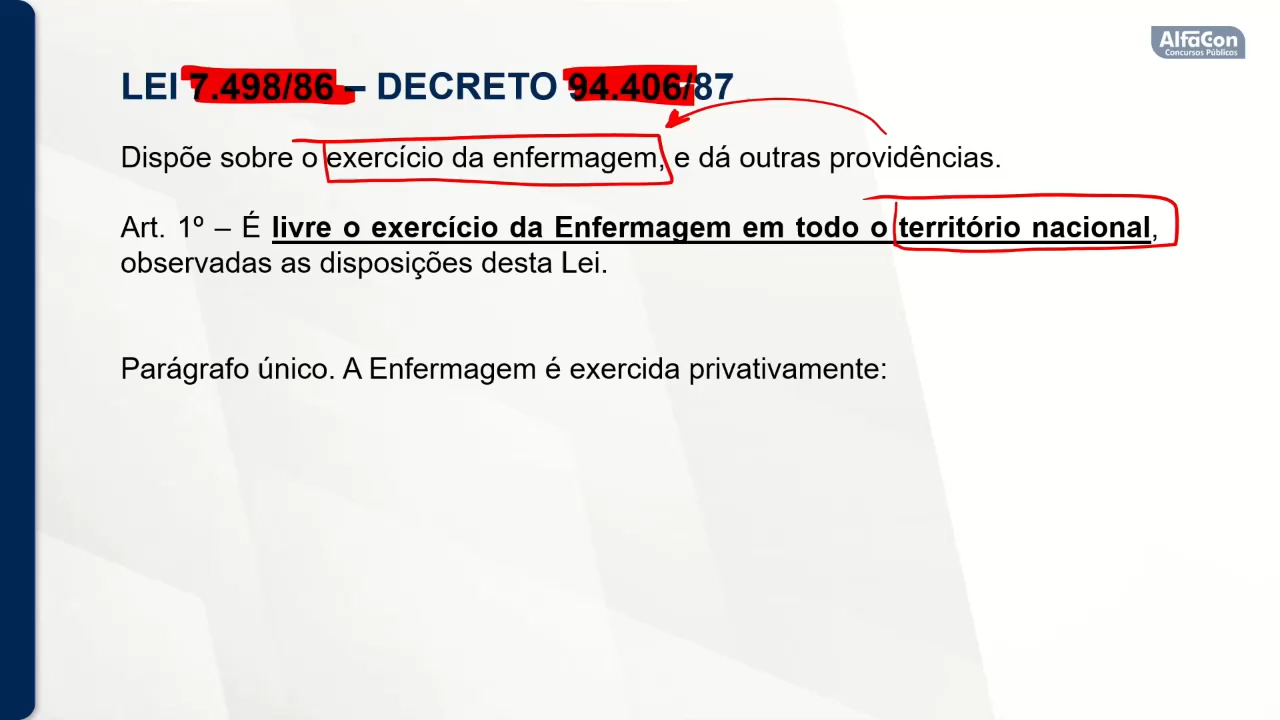 AlfaCon
Concursos Públicos
LEI 7.498/86 – DECRETO 94.406/87
Dispõe sobre o exercício da enfermagem, e dá outras providências.
Art. 1º – É livre o exercício da Enfermagem em todo o território nacional,
observadas as disposições desta Lei.
Parágrafo único. A Enfermagem é exercida privativamente: